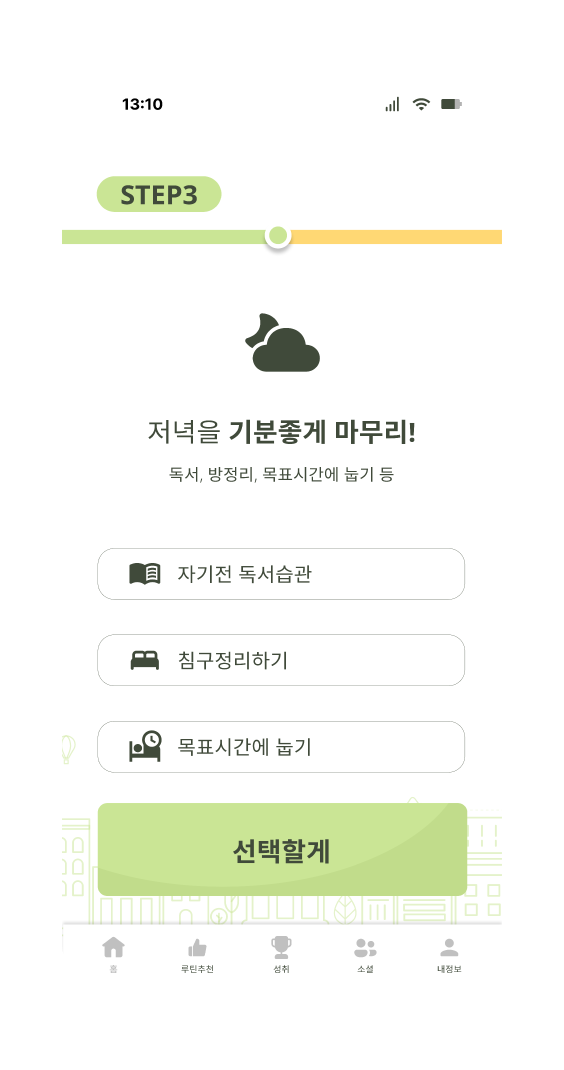 13:10
STEP3
저녁을 기분좋게 마무리!
독서, 방정리, 목표시간에 눕기 등
자기전 독서습관
침구정리하기
목표시간에 눕기
선택할게
홈
루틴추천
성취
소셜
내정보